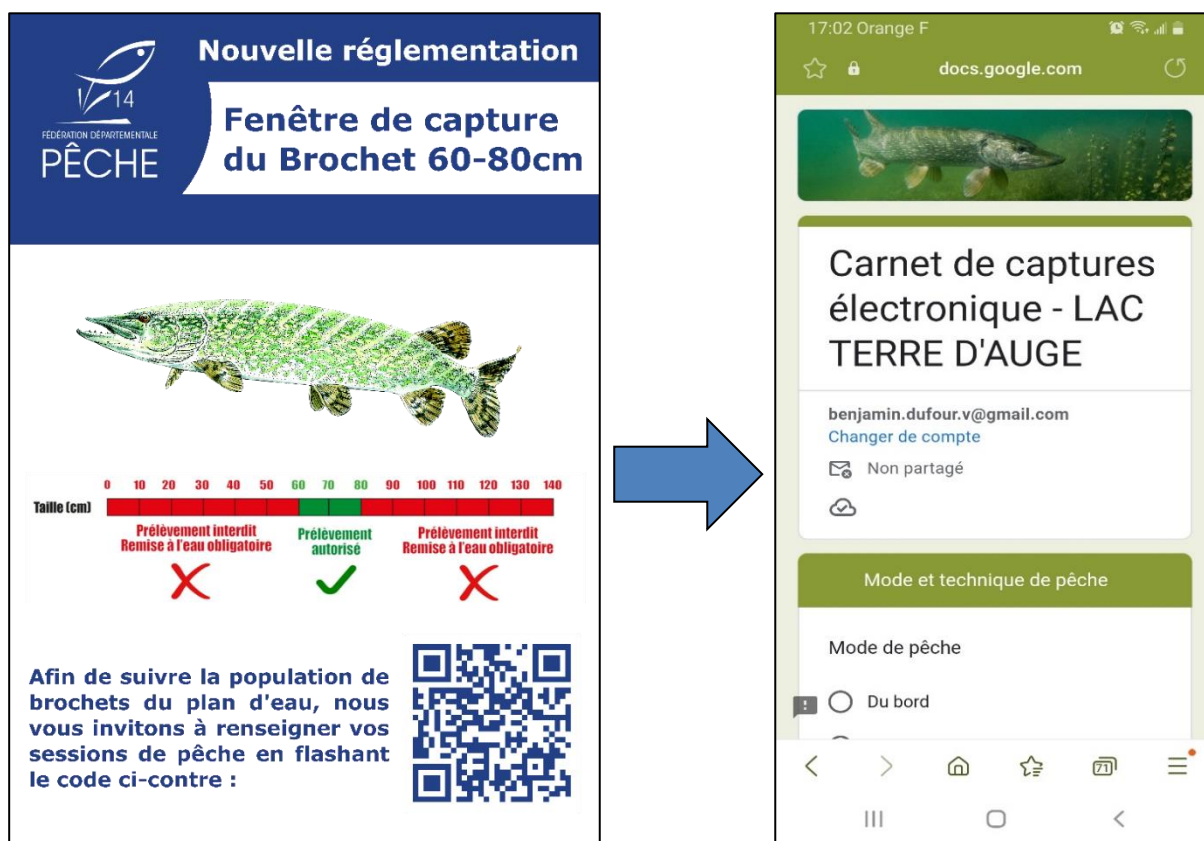 14
FÉDÉRATION DÉPARTEMENTALE
PÊCHE
Nouvelle réglementation
Fenêtre de capture
du Brochet 60-80cm
0 10 20 30 40 50 60 70 80 90 100 110 120 130 140
Taille (cm)
Prélèvement interdit
Remise à l'eau obligatoire
Prélèvement
autorisé
Prélèvement interdit
Remise à l'eau obligatoire
Afin de suivre la population de
brochets du plan d'eau, nous
vous invitons à renseigner vos
sessions de pêche en flashant
le code ci-contre :
17:02 Orange F
docs.google.com
Carnet de captures
électronique - LAC
TERRE D'AUGE
benjamin.dufour.v@gmail.com
Changer de compte
Non partagé
Mode et technique de pêche
Mode de pêche
Du bord
71